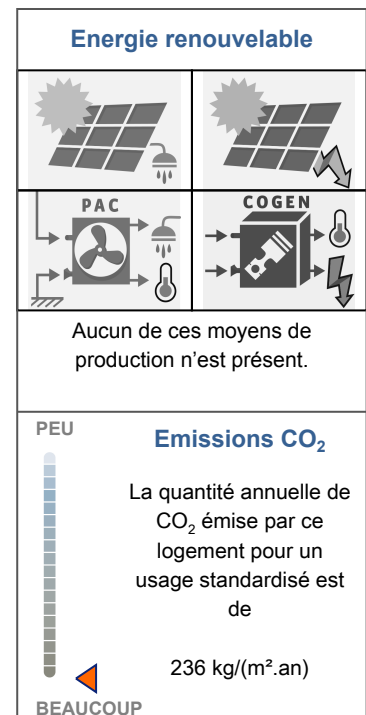 Energie renouvelable
PAC
COGEN
Aucun de ces moyens de
production n’est présent.
PEU
Emissions CO₂
La quantité annuelle de
CO₂ émise par ce
logement pour un
usage standardisé est
de
236 kg/(m².an)
BEAUCOUP